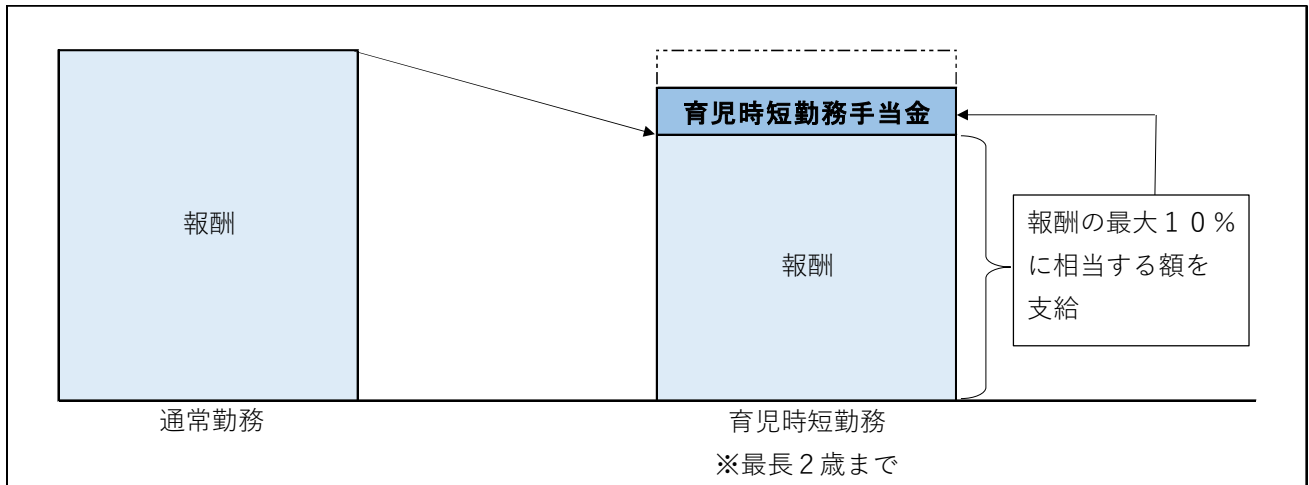 育児時短勤務手当金
報酬
報酬
報酬の最大１０％
に相当する額を
支給
通常勤務
育児時短勤務
※最長２歳まで